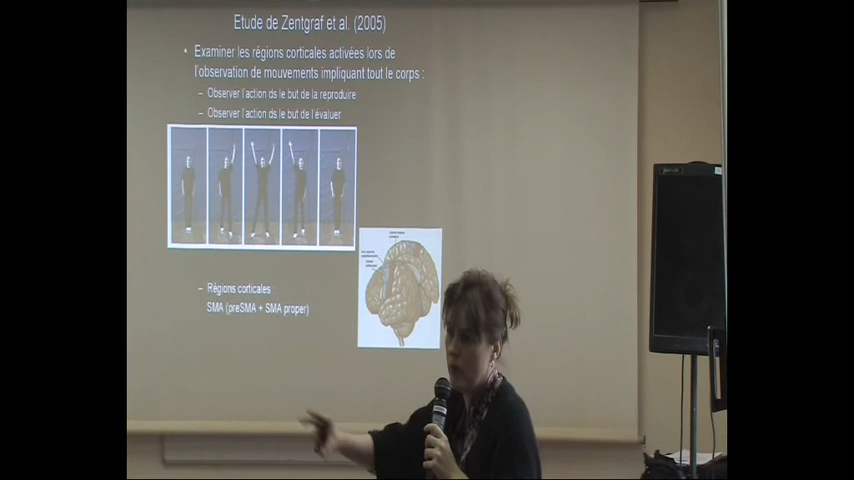 Etude de Zentgraf et al. (2005)
• Examiner les régions corticales activées lors de
l'observation de mouvements impliquant tout le corps :
– Observer l'action ds le but de la reproduire
– Observer l'action ds le but de l'évaluer
– Régions corticales :
SMA (preSMA + SMA proper)